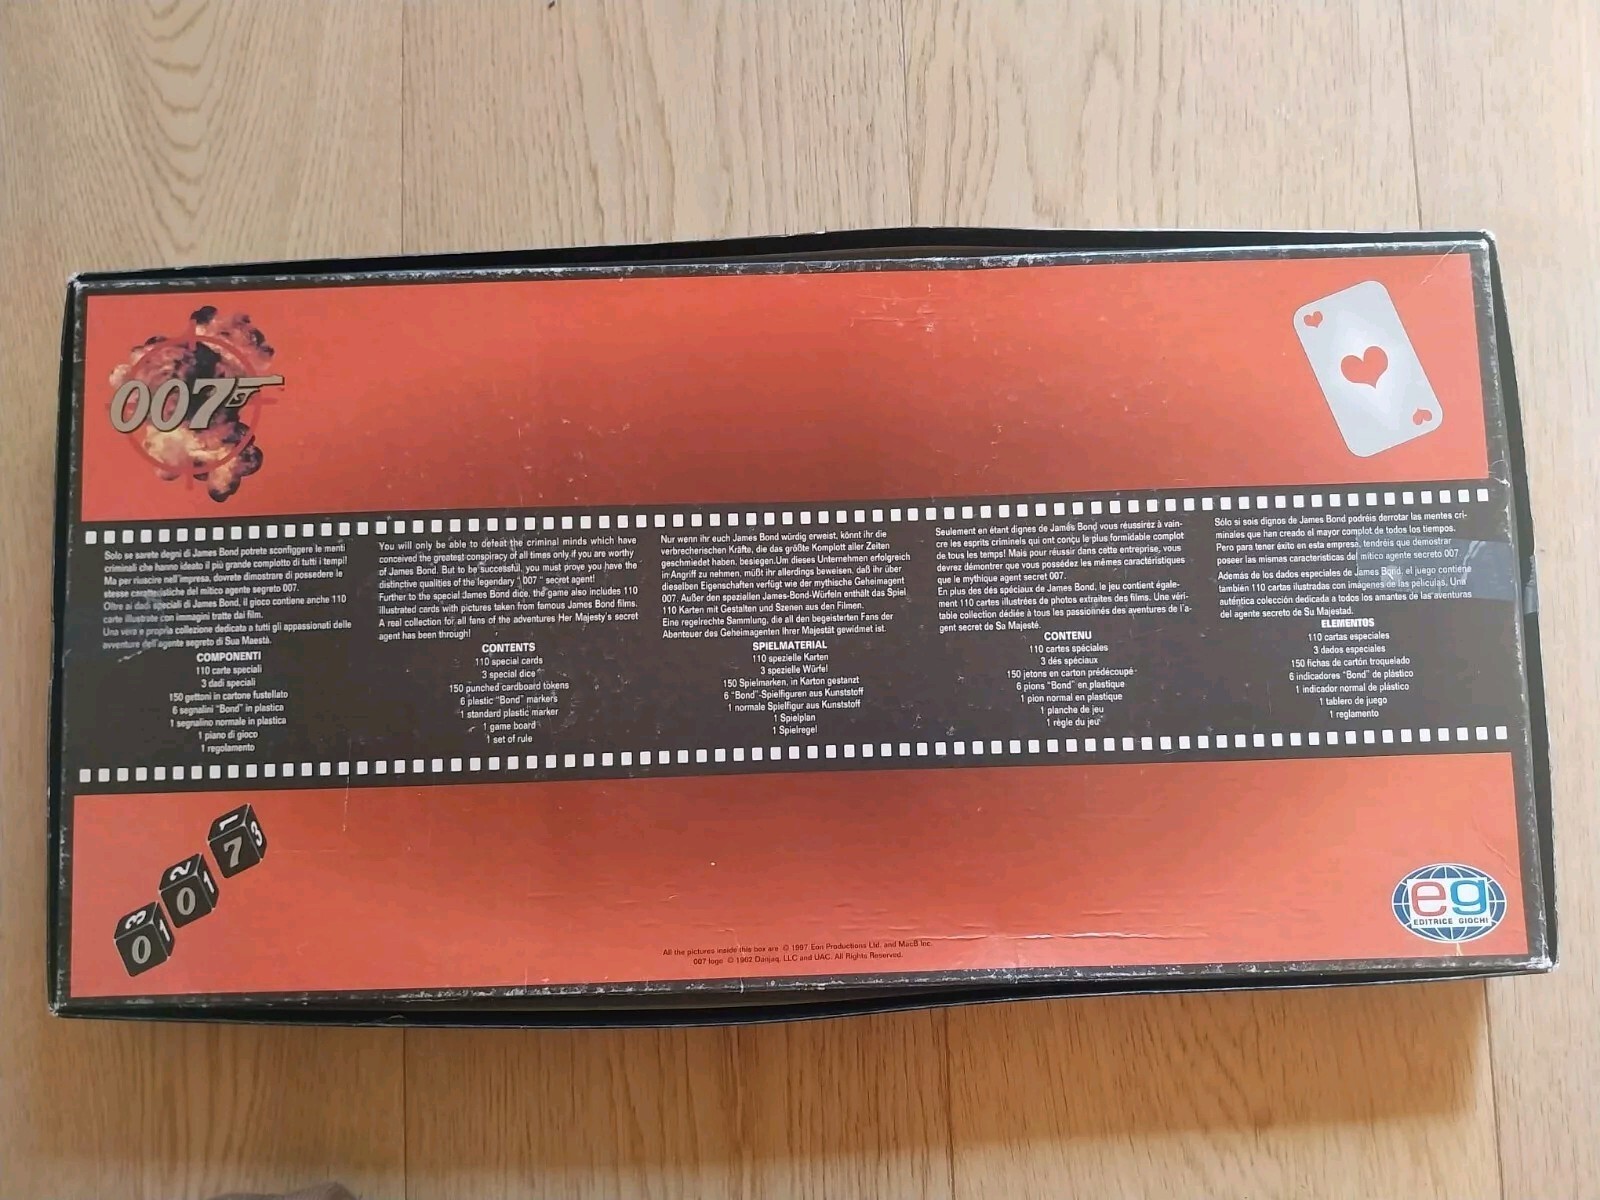 007
Solo se sarete degni di James Bond potrete sconfiggere le menti
criminali che hanno ideato il più grande complotto di tutti i tempi!
Ma per riuscire nell'impresa, dovrete dimostrare di possedere le
stesse caratteristiche del mitico agente segreto 007.
Oltre ai dadi speciali di James Bond, il gioco contiene anche 110
carte illustrate con immagini tratte dai film.
Una vera e propria collezione dedicata a tutti gli appassionati delle
avventure dell'agente segreto di Sua Maestà.
COMPONENTI
110 carte speciali
3 dadi speciali
150 gettoni in cartone fustellato
6 segnalini "Bond" in plastica
1 segnalino normale in plastica
1 piano di gioco
1 regolamento
You will only be able to defeat the criminal minds which have
conceived the greatest conspiracy of all times only if you are worthy
of James Bond. But to be successful, you must prove you have the
distinctive qualities of the legendary "007" secret agent!
Further to the special James Bond dice, the game also includes 110
illustrated cards with pictures taken from famous James Bond films.
A real collection for all fans of the adventures Her Majesty's secret
agent has been through!
CONTENTS
110 special cards
3 special dice
150 punched cardboard tokens
6 plastic "Bond" markers
1 standard plastic marker
1 game board
1 set of rule
Nur wenn ihr euch James Bond würdig erweist, könnt ihr die
verbrecherischen Kräfte, die das größte Komplott aller Zeiten
geschmiedet haben, besiegen.Um dieses Unternehmen erfolgreich
in Angriff zu nehmen, müßt ihr allerdings beweisen, daß ihr über
dieselben Eigenschaften verfügt wie der mythische Geheimagent
007. Außer den speziellen James-Bond-Würfeln enthält das Spiel
110 Karten mit Gestalten und Szenen aus den Filmen.
Eine regelrechte Sammlung, die all den begeisterten Fans der
Abenteuer des Geheimagenten Ihrer Majestät gewidmet ist.
SPIELMATERIAL
110 spezielle Karten
3 spezielle Würfel
150 Spielmarken, in Karton gestanzt
6 "Bond"-Spielfiguren aus Kunststoff
1 normale Spielfigur aus Kunststoff
1 Spielplan
1 Spielregel
Seulement en étant dignes de James Bond vous réussirez à vain-
cre les esprits criminels qui ont conçu le plus formidable complot
de tous les temps! Mais pour réussir dans cette entreprise, vous
devrez démontrer que vous possédez les mêmes caractéristiques
que le mythique agent secret 007.
En plus des dés spéciaux de James Bond, le jeu contient égale-
ment 110 cartes illustrées de photos extraites des films. Une véri-
table collection dédiée à tous les passionnés des aventures de l'a-
gent secret de Sa Majesté.
CONTENU
110 cartes spéciales
3 dés spéciaux
150 jetons en carton prédécoupé
6 pions "Bond" en plastique
1 pion normal en plastique
1 planche de jeu
1 règle du jeu
Sólo si sois dignos de James Bond podréis derrotar las mentes cri-
minales que han creado el mayor complot de todos los tiempos.
Pero para tener éxito en esta empresa, tendréis que demostrar
poseer las mismas características del mítico agente secreto 007
Además de los dados especiales de James Bond, el juego contiene
también 110 cartas ilustradas con imágenes de las películas. Una
auténtica colección dedicada a todos los amantes de las aventuras
del agente secreto de Su Majestad.
ELEMENTOS
110 cartas especiales
3 dados especiales
150 fichas de cartón troquelado
6 indicadores "Bond" de plástico
1 indicador normal de plástico
1 tablero de juego
1 reglamento
1
7 3
2
0 1
3
0 1
All the pictures inside this box are © 1997 Eon Productions Ltd. and MacB Inc.
007 logo © 1962 Danjaq, LLC and UAC. All Rights Reserved.
eg
EDITRICE GIOCHI